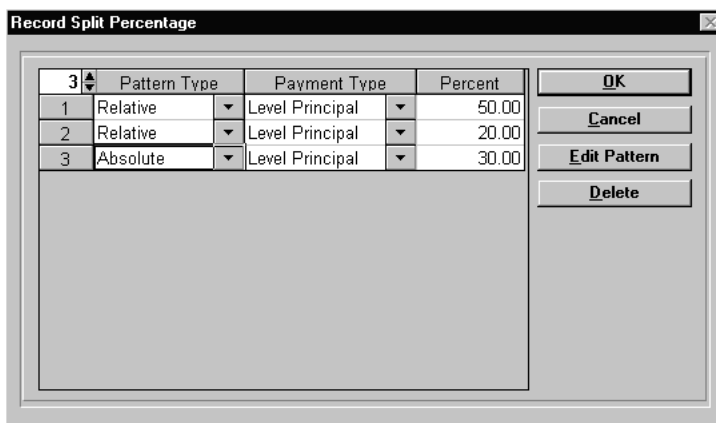 Record Split Percentage
3 Pattern Type Payment Type Percent
1 Relative Level Principal 50.00
2 Relative Level Principal 20.00
3 Absolute Level Principal 30.00
OK
Cancel
Edit Pattern
Delete